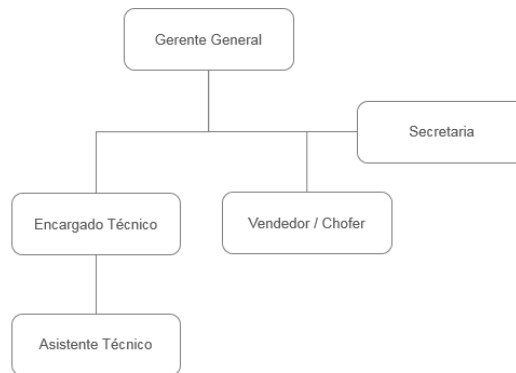 Gerente General
Secretaria
Encargado Técnico
Vendedor / Chofer
Asistente Técnico